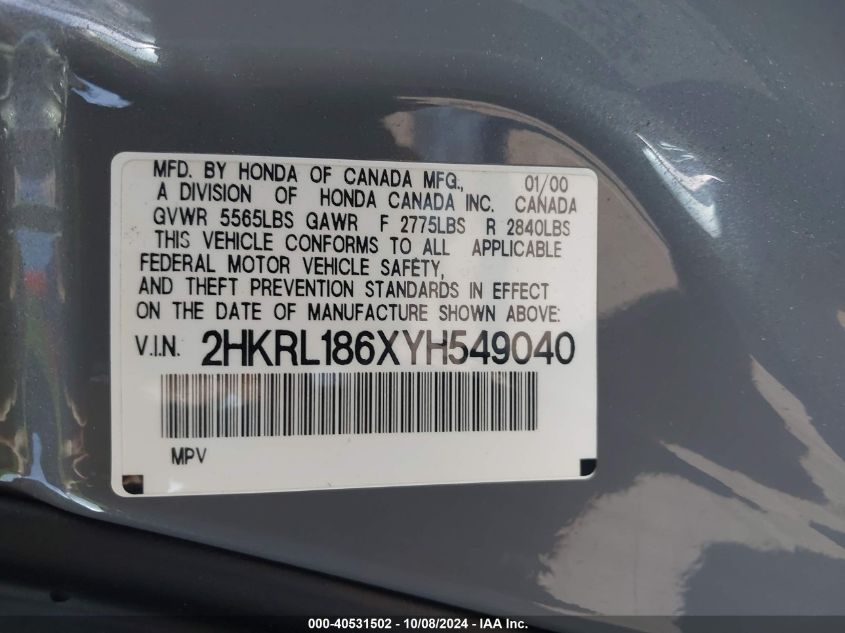 MFD. BY HONDA OF CANADA MFG., 01/00
A DIVISION OF HONDA CANADA INC. CANADA
GVWR 5565LBS GAWR F 2775LBS R 2840LBS
THIS VEHICLE CONFORMS TO ALL APPLICABLE
FEDERAL MOTOR VEHICLE SAFETY,
AND THEFT PREVENTION STANDARDS IN EFFECT
ON THE DATE OF MANUFACTURE SHOWN ABOVE:
V.I.N. 2HKRL186XYH549040
MPV
000-40531502 - 10/08/2024 - IAA Inc.